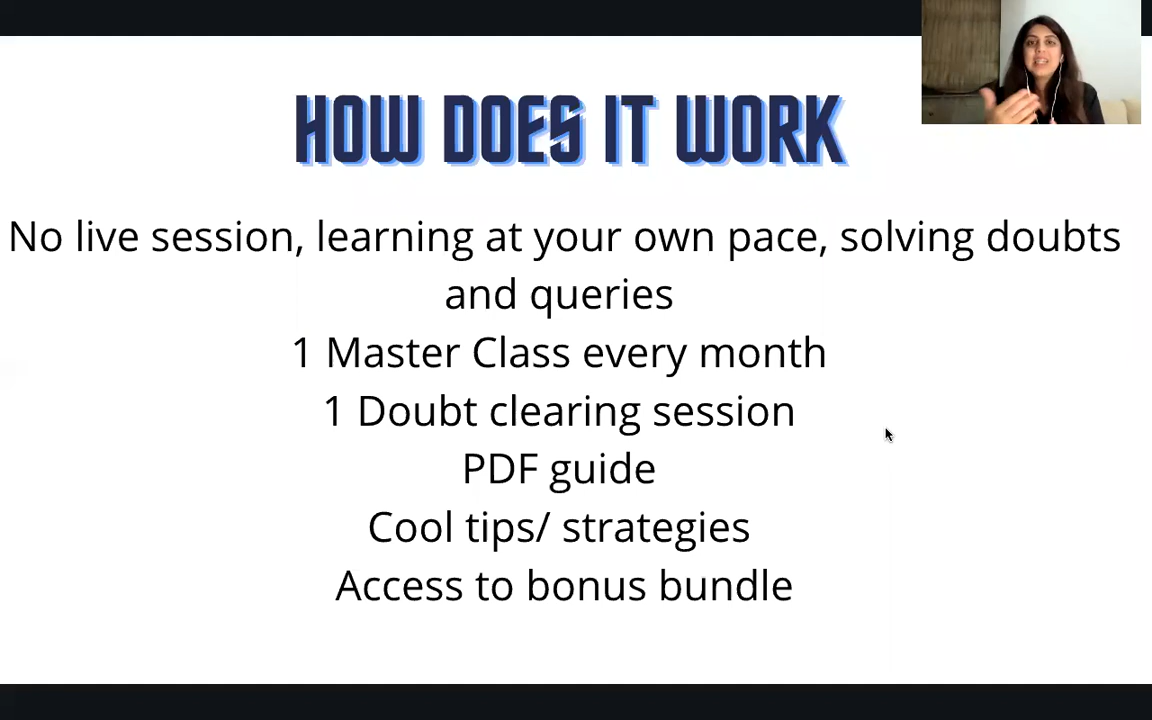 HOW DOES IT WORK
No live session, learning at your own pace, solving doubts
and queries
1 Master Class every month
1 Doubt clearing session
PDF guide
Cool tips/ strategies
Access to bonus bundle